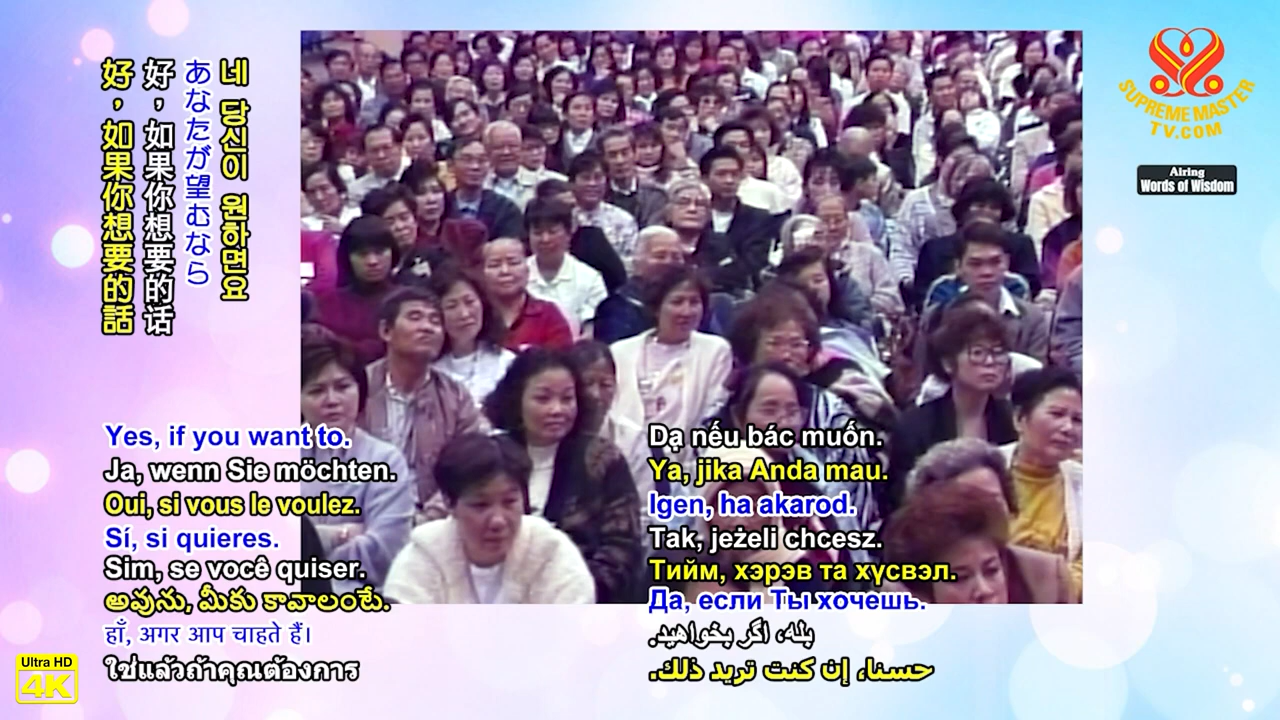 好，如果你想要的話
好，如果你想要的话
あなたが望むなら
네 당신이 원하면요
SUPREME MASTER
TV.COM
Airing
Words of Wisdom
Yes, if you want to.
Ja, wenn Sie möchten.
Oui, si vous le voulez.
Sí, si quieres.
Sim, se você quiser.
అవును, మీకు కావాలంటే.
हाँ, अगर आप चाहते हैं।
ใช่แล้วถ้าคุณต้องการ
Dạ nếu bác muốn.
Ya, jika Anda mau.
Igen, ha akarod.
Tak, jeżeli chcesz.
Тийм, хэрэв та хүсвэл.
Да, если Ты хочешь.
بله، اگر بخواهید.
حسنا، إن كنت تريد ذلك.
Ultra HD
4K